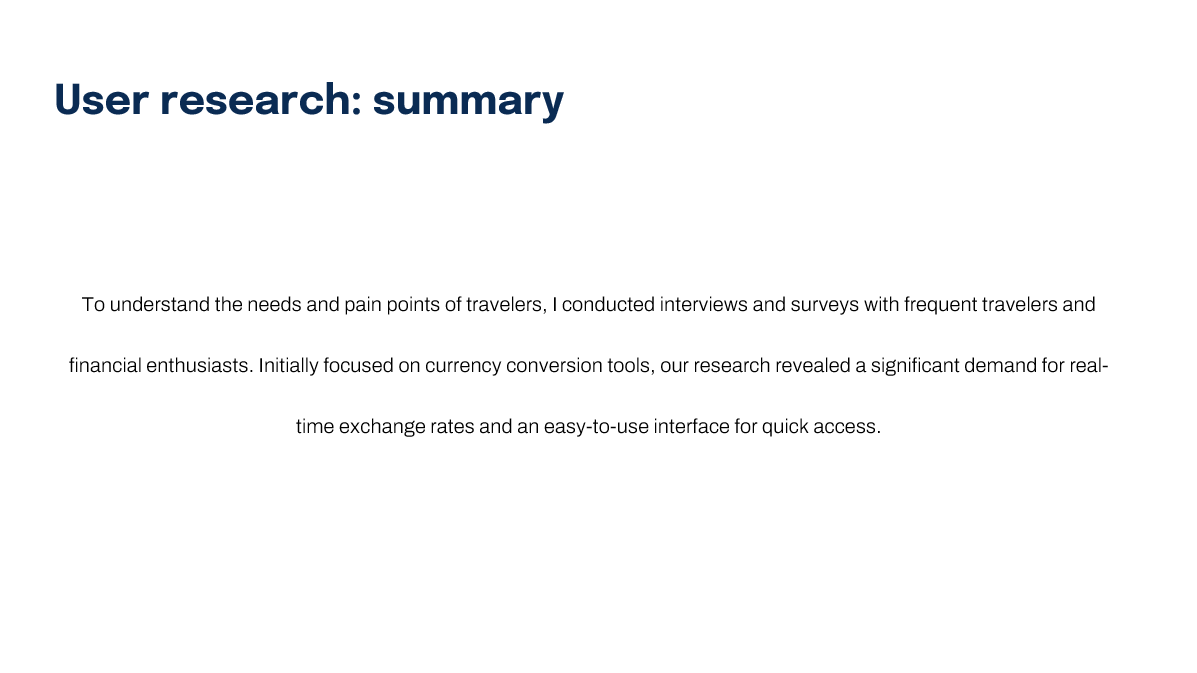 User research: summary
To understand the needs and pain points of travelers, I conducted interviews and surveys with frequent travelers and
financial enthusiasts. Initially focused on currency conversion tools, our research revealed a significant demand for real-
time exchange rates and an easy-to-use interface for quick access.